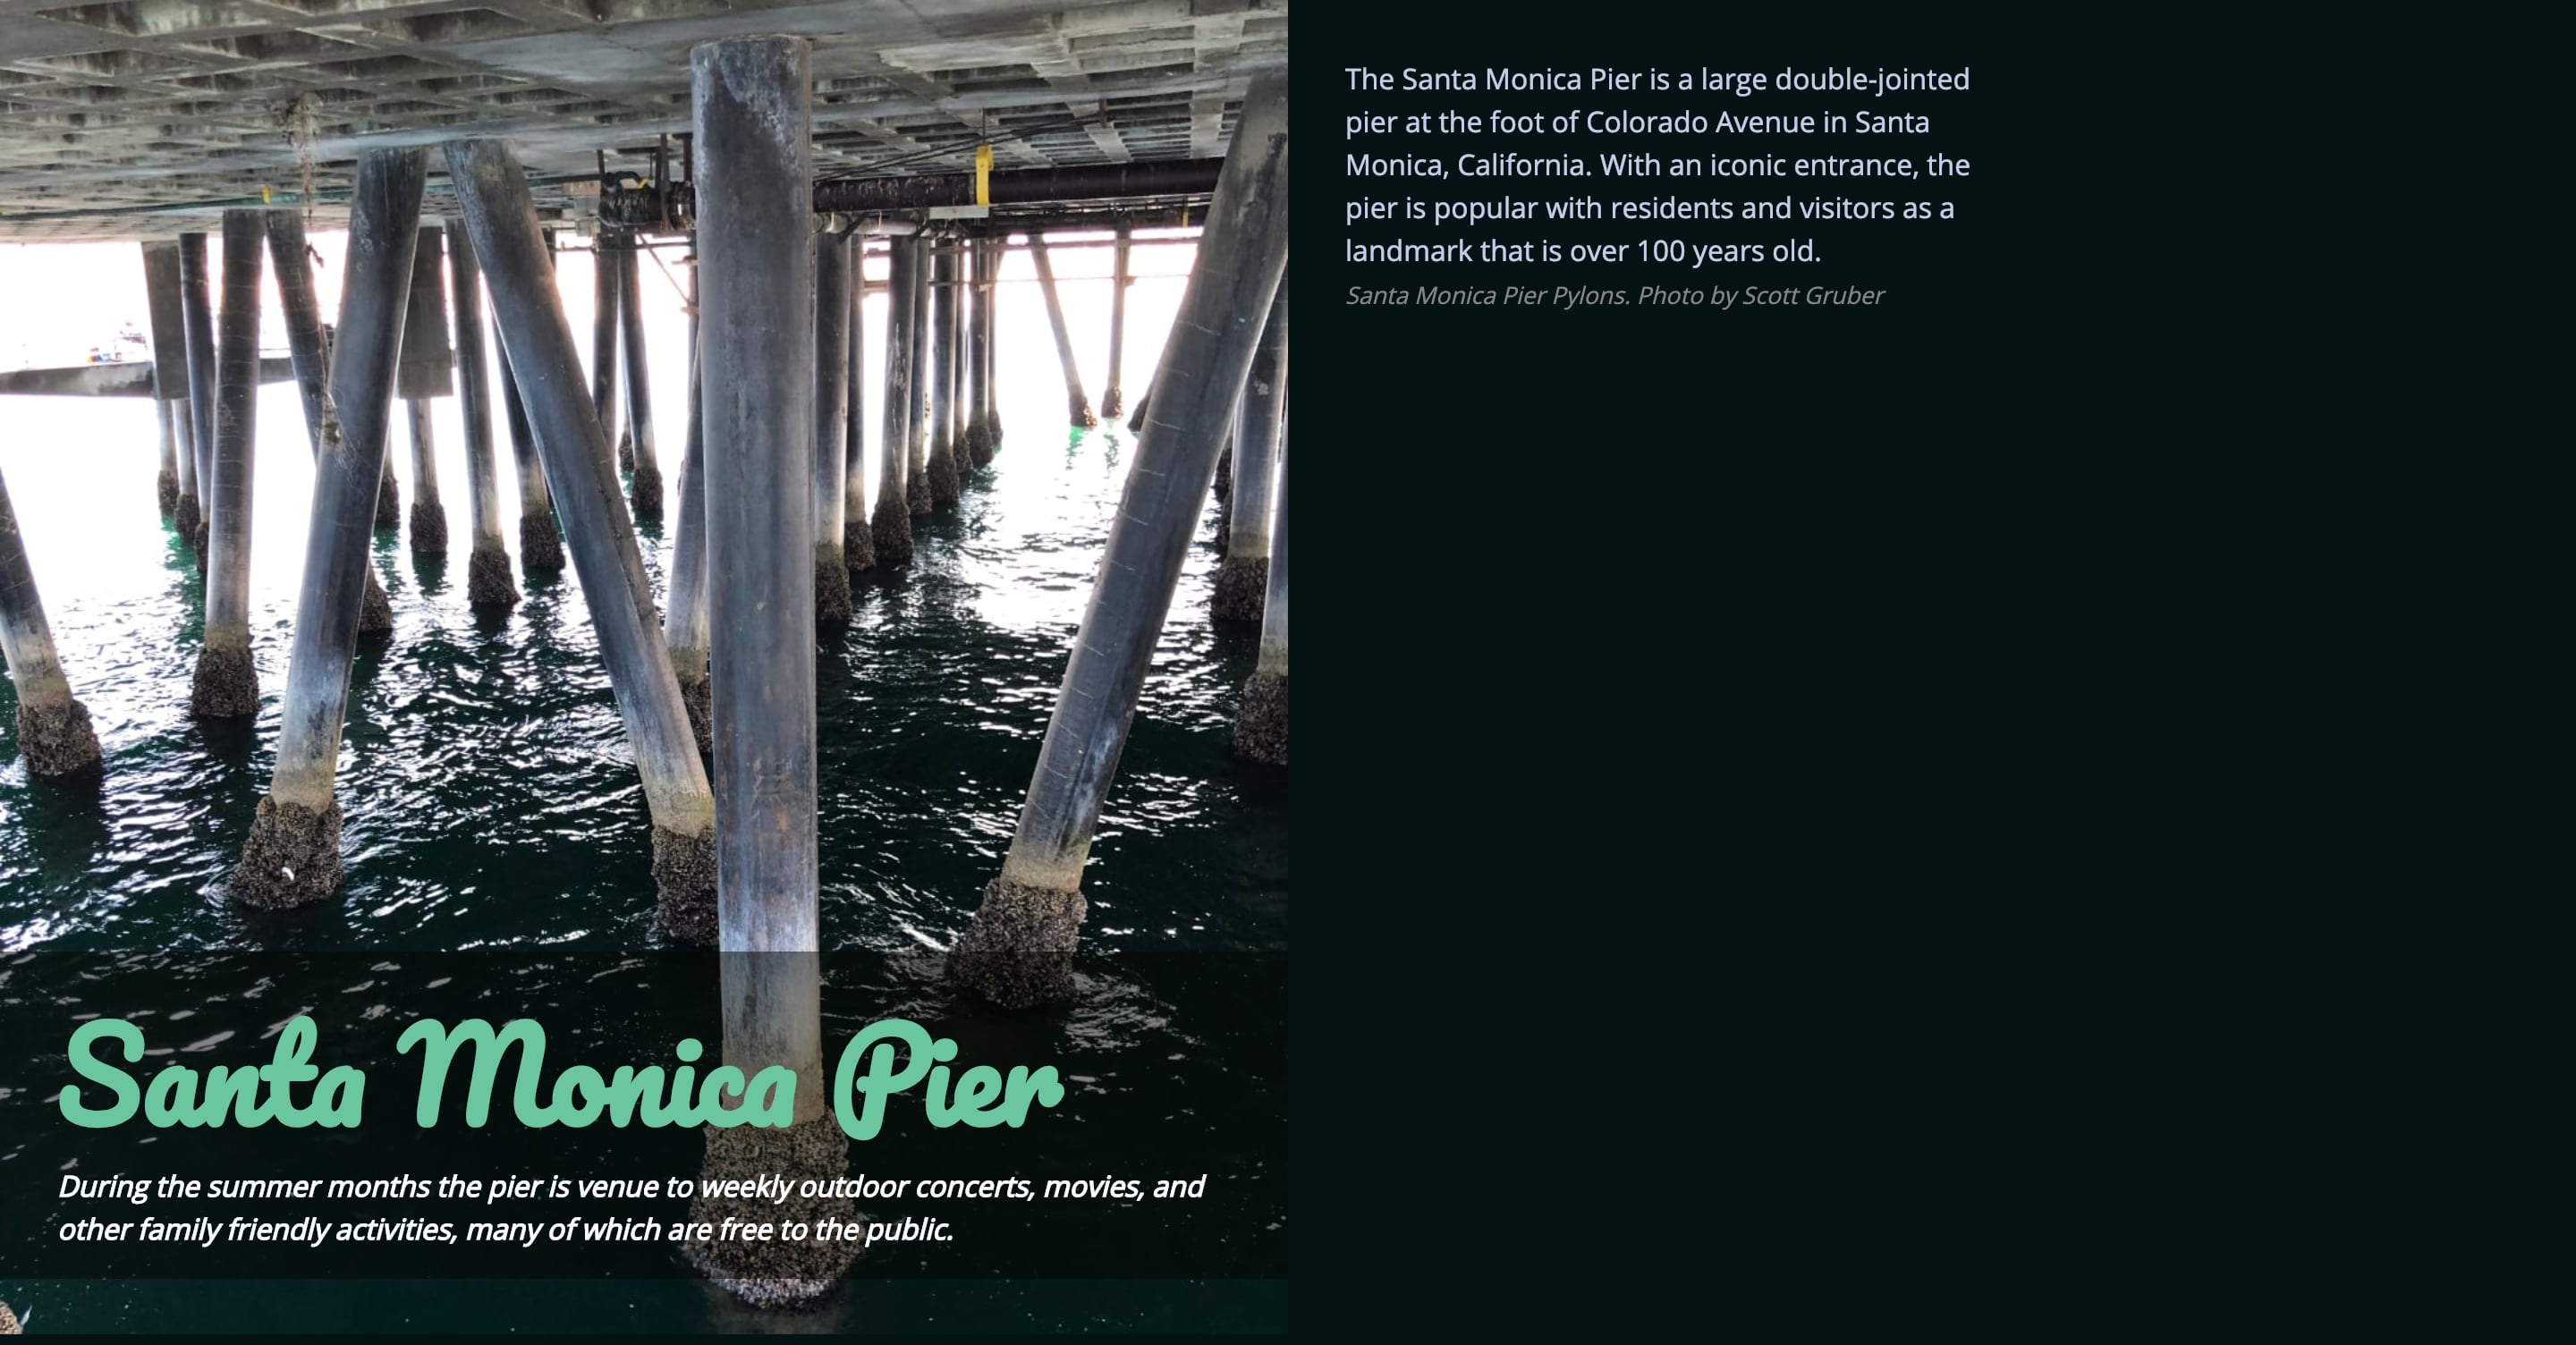 Santa Monica Pier
During the summer months the pier is venue to weekly outdoor concerts, movies, and
other family friendly activities, many of which are free to the public.
The Santa Monica Pier is a large double-jointed
pier at the foot of Colorado Avenue in Santa
Monica, California. With an iconic entrance, the
pier is popular with residents and visitors as a
landmark that is over 100 years old.
Santa Monica Pier Pylons. Photo by Scott Gruber